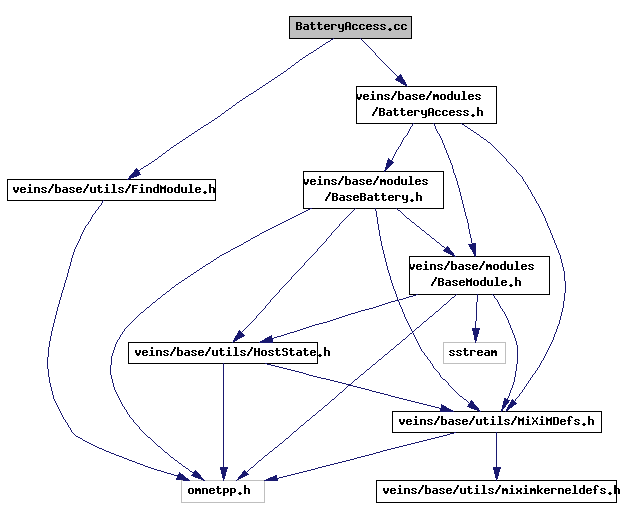 BatteryAccess.cc
veins/base/modules
/BatteryAccess.h
veins/base/utils/FindModule.h
veins/base/modules
/BaseBattery.h
veins/base/modules
/BaseModule.h
veins/base/utils/HostState.h
sstream
veins/base/utils/MiXiMDefs.h
omnetpp.h
veins/base/utils/miximkerneldefs.h